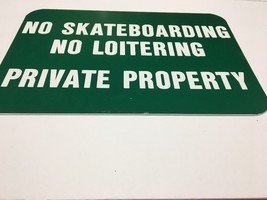 NO SKATEBOARDING
NO LOITERING
PRIVATE PROPERTY